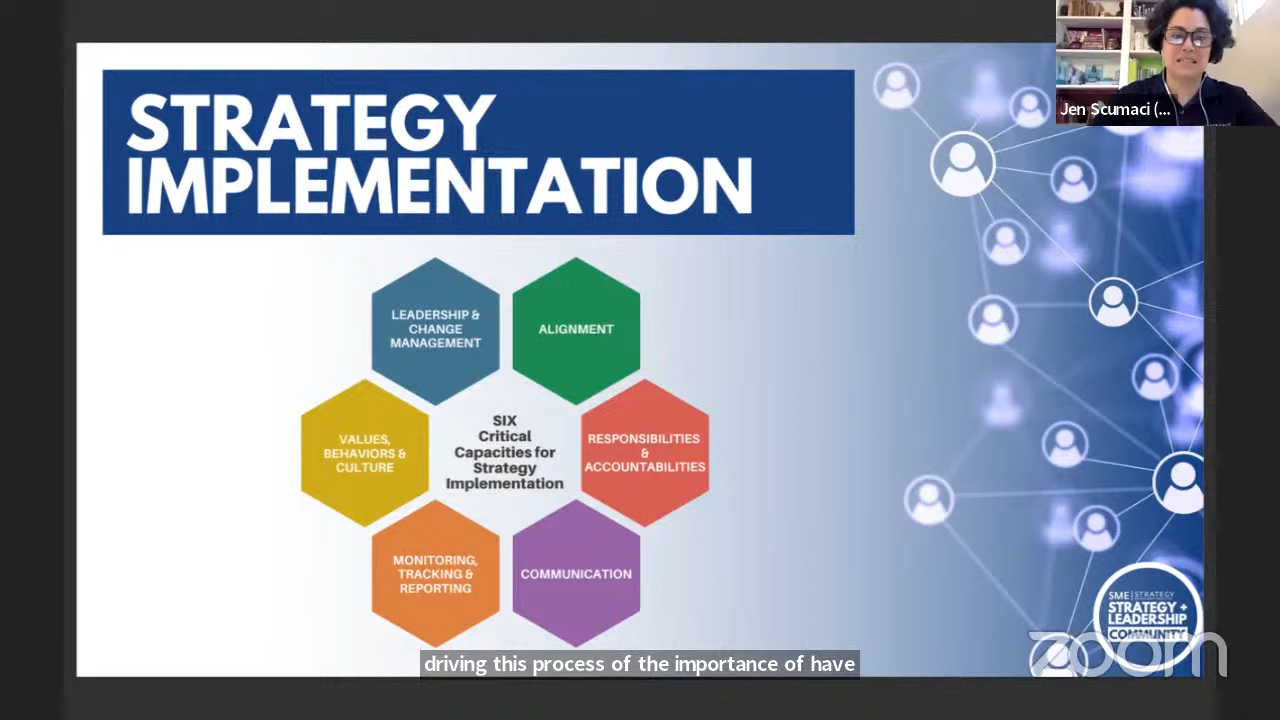 Jen Scumaci (...
STRATEGY
IMPLEMENTATION
LEADERSHIP &
CHANGE
MANAGEMENT
ALIGNMENT
VALUES,
BEHAVIORS &
CULTURE
SIX
Critical
Capacities for
Strategy
Implementation
RESPONSIBILITIES
&
ACCOUNTABILITIES
MONITORING,
TRACKING &
REPORTING
COMMUNICATION
SME | STRATEGY
STRATEGY +
LEADERSHIP
COMMUNITY
zoom
driving this process of the importance of have